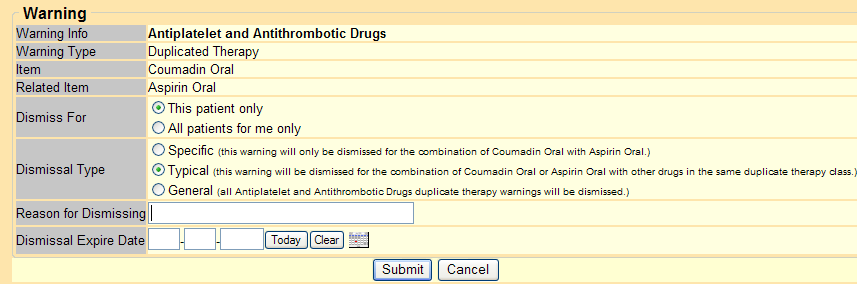 Warning
Warning Info Antiplatelet and Antithrombotic Drugs
Warning Type Duplicated Therapy
Item Coumadin Oral
Related Item Aspirin Oral
Dismiss For This patient only
All patients for me only
Dismissal Type Specific (this warning will only be dismissed for the combination of Coumadin Oral with Aspirin Oral.)
Typical (this warning will be dismissed for the combination of Coumadin Oral or Aspirin Oral with other drugs in the same duplicate therapy class.)
General (all Antiplatelet and Antithrombotic Drugs duplicate therapy warnings will be dismissed.)
Reason for Dismissing
Dismissal Expire Date - - Today Clear
Submit Cancel